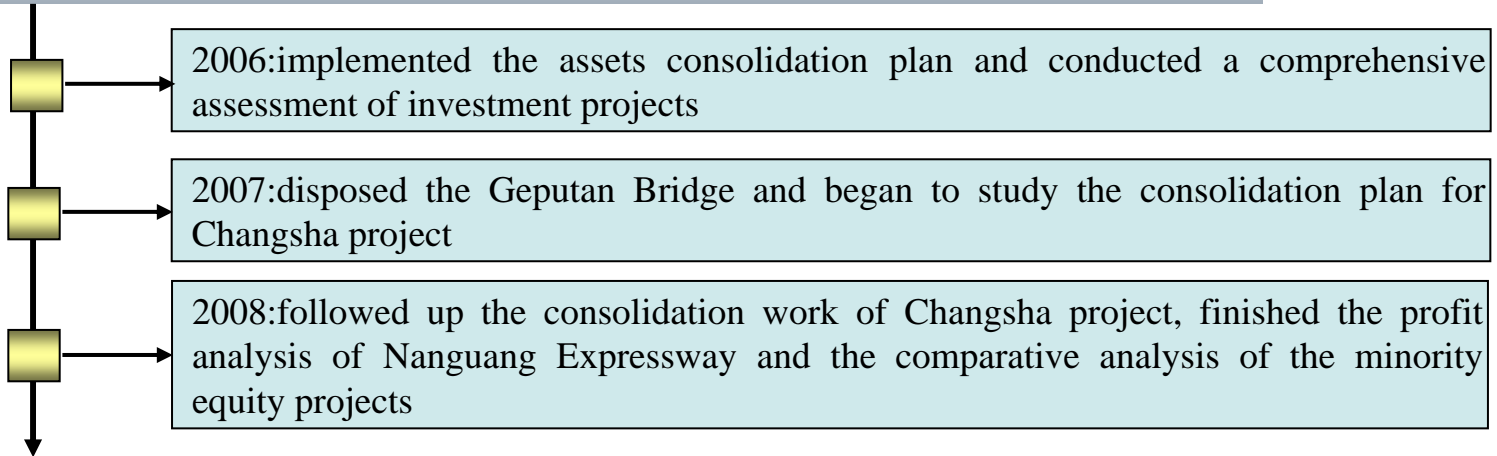 2006:implemented the assets consolidation plan and conducted a comprehensive
assessment of investment projects
2007:disposed the Geputan Bridge and began to study the consolidation plan for
Changsha project
2008:followed up the consolidation work of Changsha project, finished the profit
analysis of Nanguang Expressway and the comparative analysis of the minority
equity projects